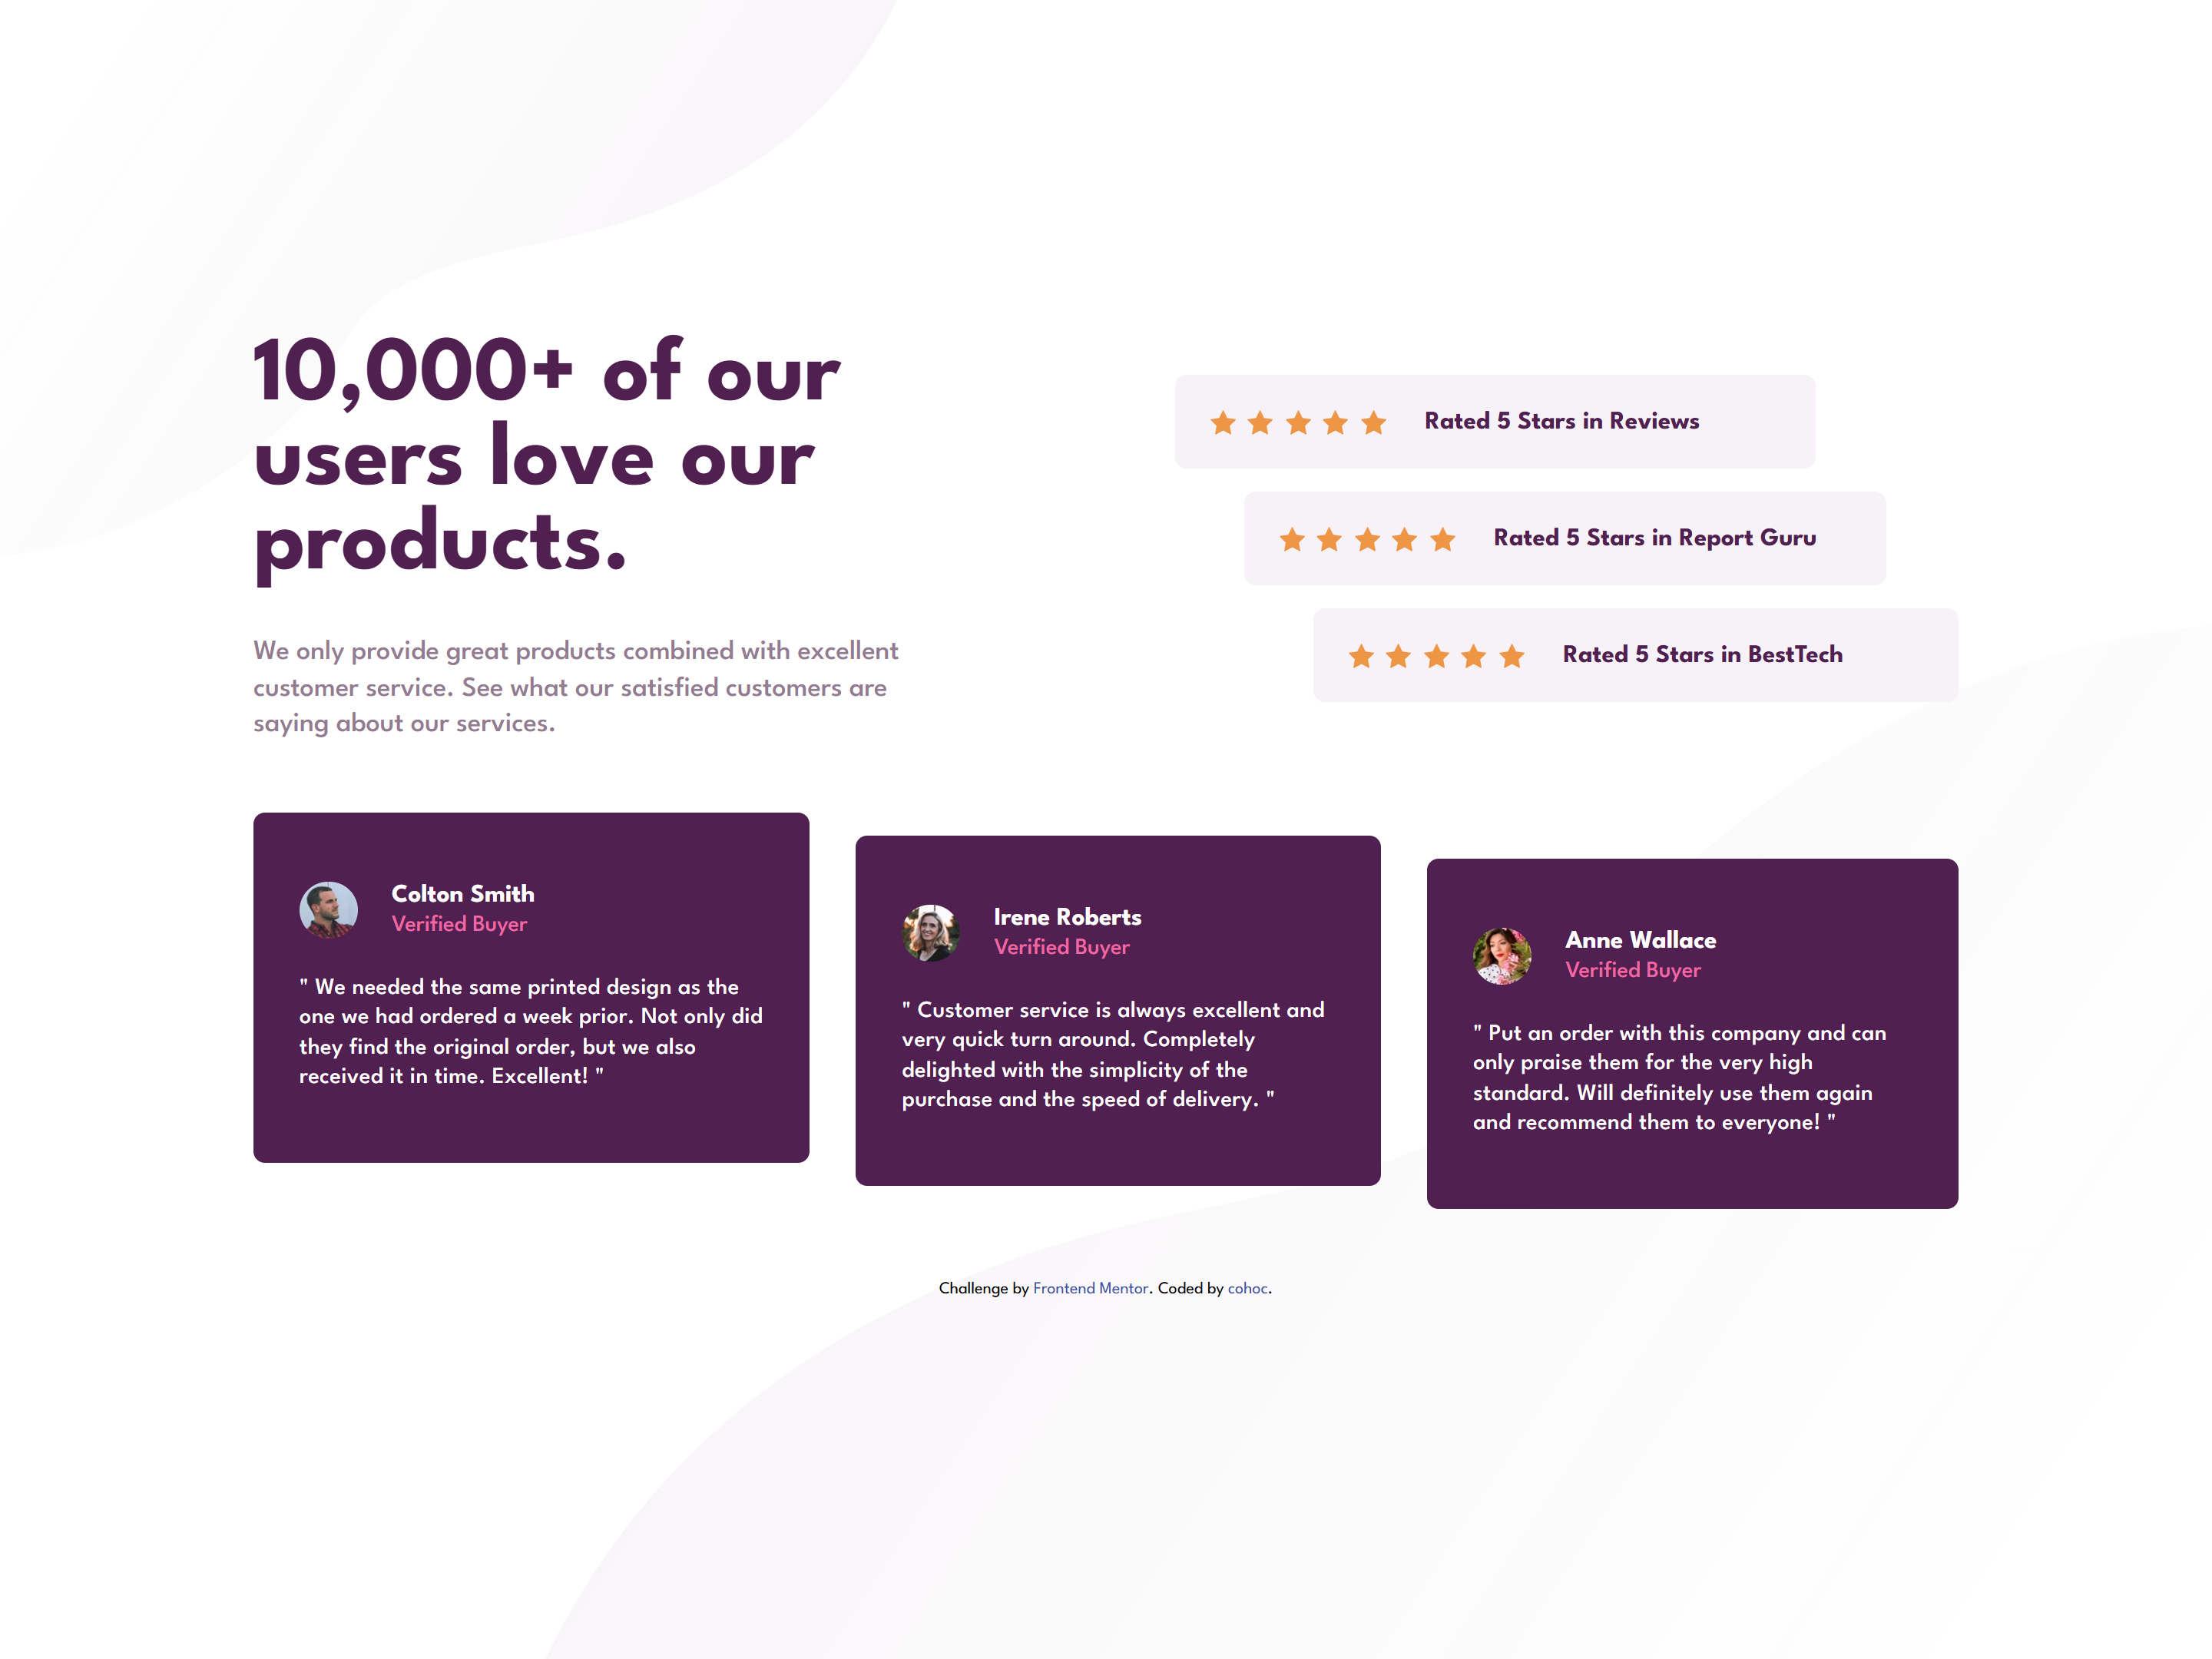 10,000+ of our
users love our
products.
We only provide great products combined with excellent
customer service. See what our satisfied customers are
saying about our services.
Rated 5 Stars in Reviews
Rated 5 Stars in Report Guru
Rated 5 Stars in BestTech
Colton Smith
Verified Buyer
" We needed the same printed design as the
one we had ordered a week prior. Not only did
they find the original order, but we also
received it in time. Excellent! "
Irene Roberts
Verified Buyer
" Customer service is always excellent and
very quick turn around. Completely
delighted with the simplicity of the
purchase and the speed of delivery. "
Anne Wallace
Verified Buyer
" Put an order with this company and can
only praise them for the very high
standard. Will definitely use them again
and recommend them to everyone! "
Challenge by Frontend Mentor. Coded by cohoc.